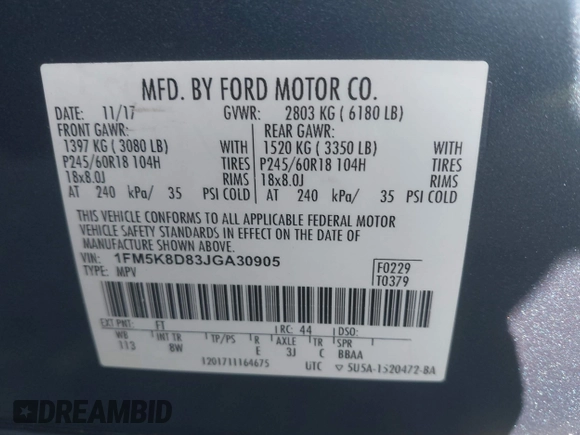 MFD. BY FORD MOTOR CO.
DATE: 11/17 GVWR: 2803 KG ( 6180 LB)
FRONT GAWR: REAR GAWR:
1397 KG ( 3080 LB) WITH 1520 KG ( 3350 LB) WITH
P245/60R18 104H TIRES P245/60R18 104H TIRES
18x8.0J RIMS 18x8.0J RIMS
AT 240 kPa/ 35 PSI COLD AT 240 kPa/ 35 PSI COLD
THIS VEHICLE CONFORMS TO ALL APPLICABLE FEDERAL MOTOR
VEHICLE SAFETY STANDARDS IN EFFECT ON THE DATE OF
MANUFACTURE SHOWN ABOVE.
VIN: 1FM5K8D83JGA30905 F0229
TYPE: MPV T0379
EXT PNT: FT RC: 44 DSO:
WB INT TR TP/PS R AXLE TR SPR
113 8W E 3J C BBAA
1201711164675 UTC ▽ SU5A-1520472-BA
DREAMBID